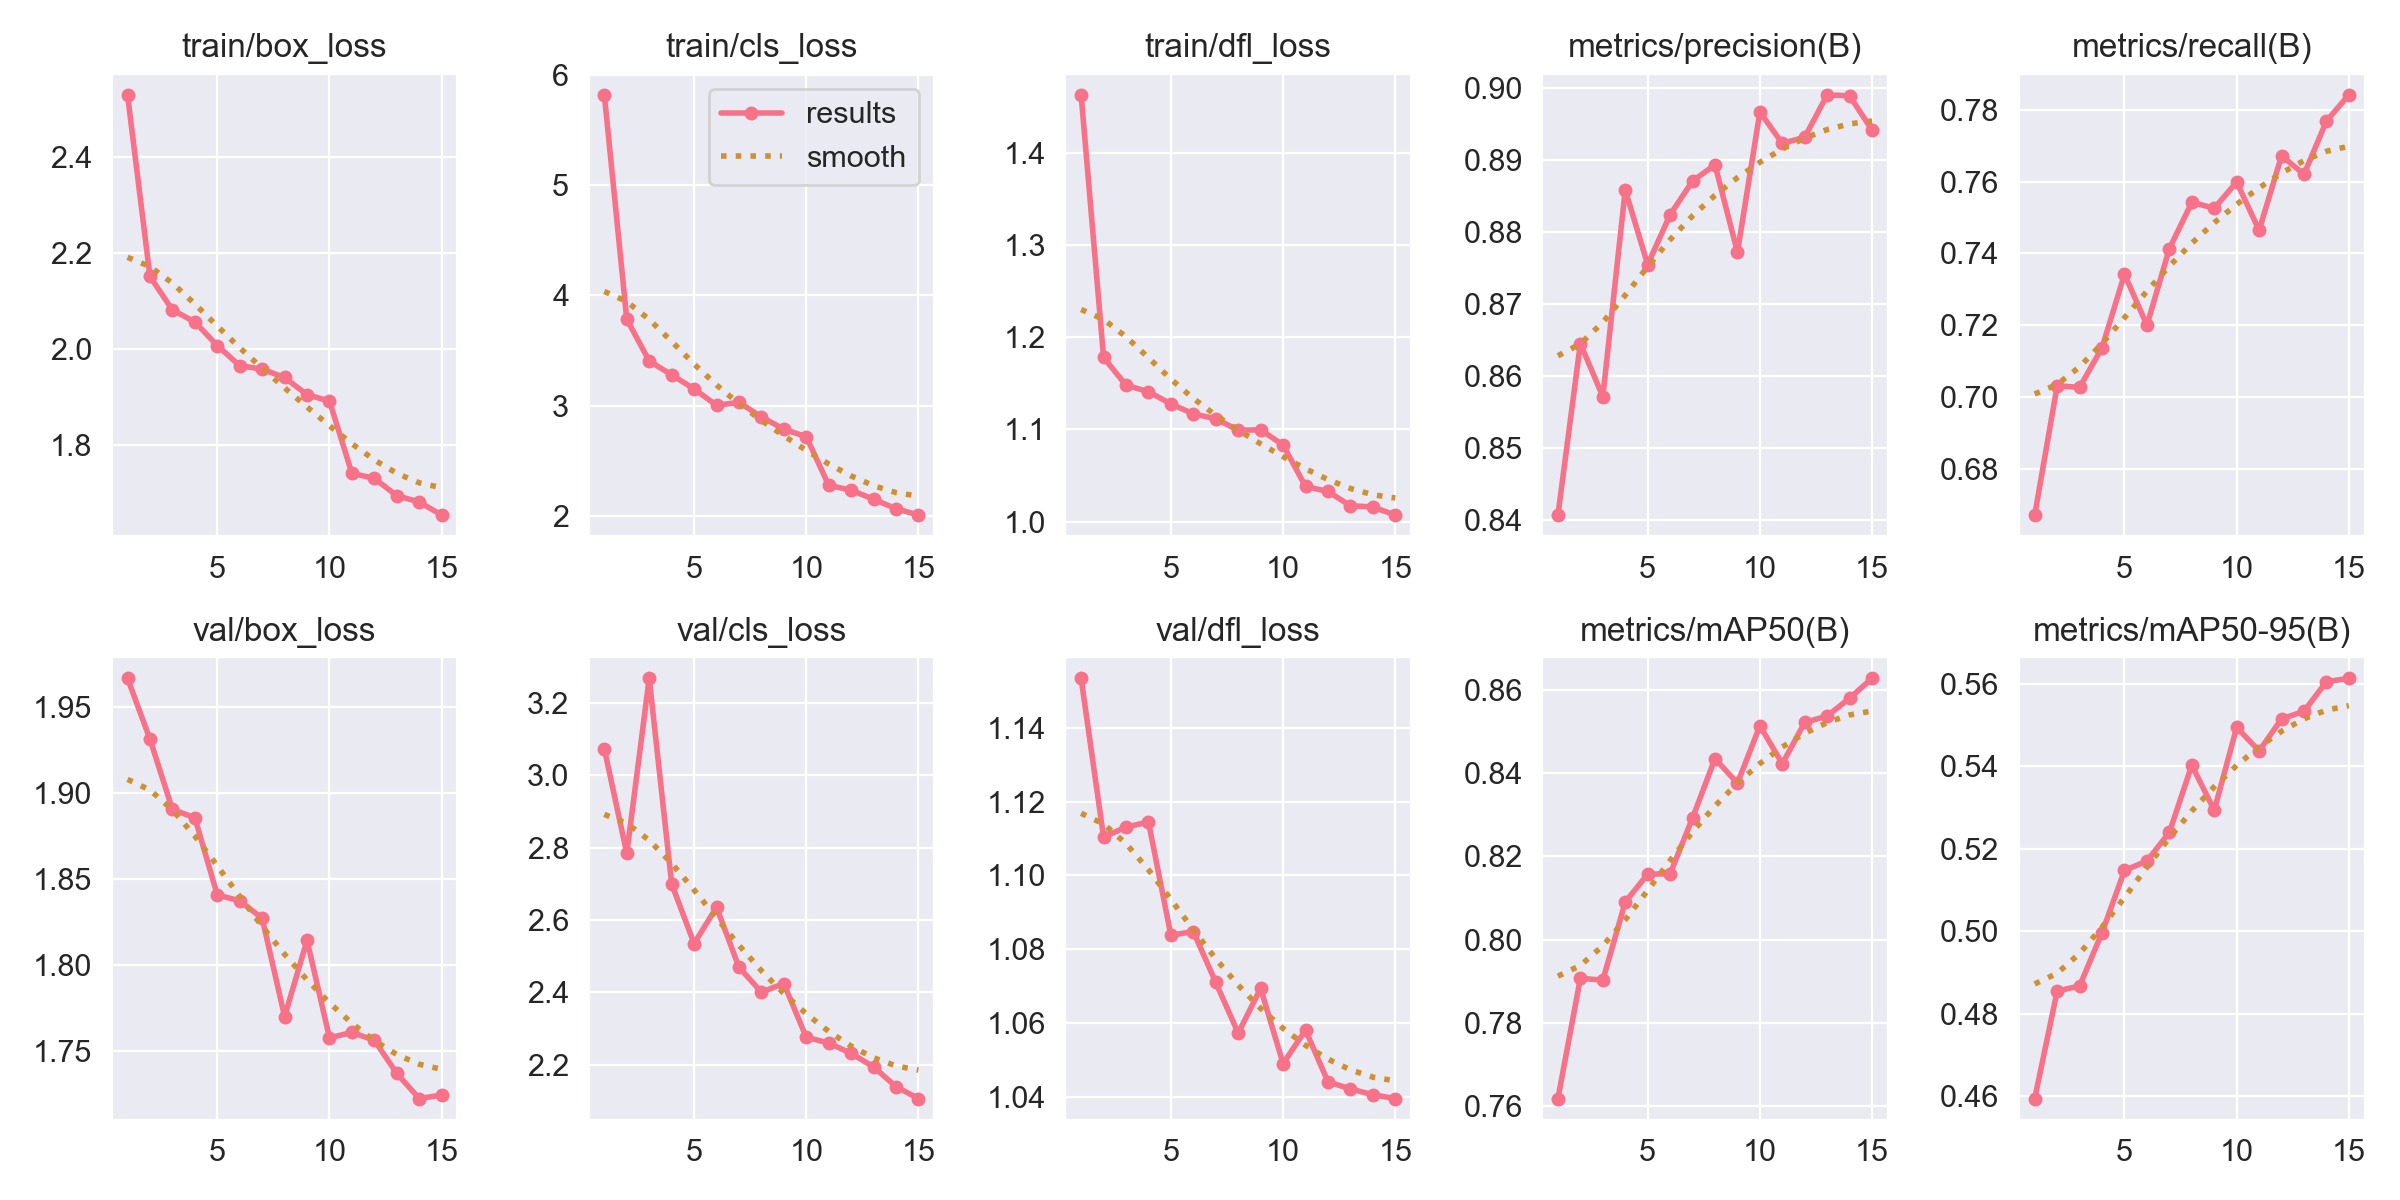 train/box_loss
2.4
2.2
2.0
1.8
5 10 15
train/cls_loss
results
smooth
6
5
4
3
2
5 10 15
train/dfl_loss
1.4
1.3
1.2
1.1
1.0
5 10 15
metrics/precision(B)
0.90
0.89
0.88
0.87
0.86
0.85
0.84
5 10 15
metrics/recall(B)
0.78
0.76
0.74
0.72
0.70
0.68
5 10 15
val/box_loss
1.95
1.90
1.85
1.80
1.75
5 10 15
val/cls_loss
3.2
3.0
2.8
2.6
2.4
2.2
5 10 15
val/dfl_loss
1.14
1.12
1.10
1.08
1.06
1.04
5 10 15
metrics/mAP50(B)
0.86
0.84
0.82
0.80
0.78
0.76
5 10 15
metrics/mAP50-95(B)
0.56
0.54
0.52
0.50
0.48
0.46
5 10 15